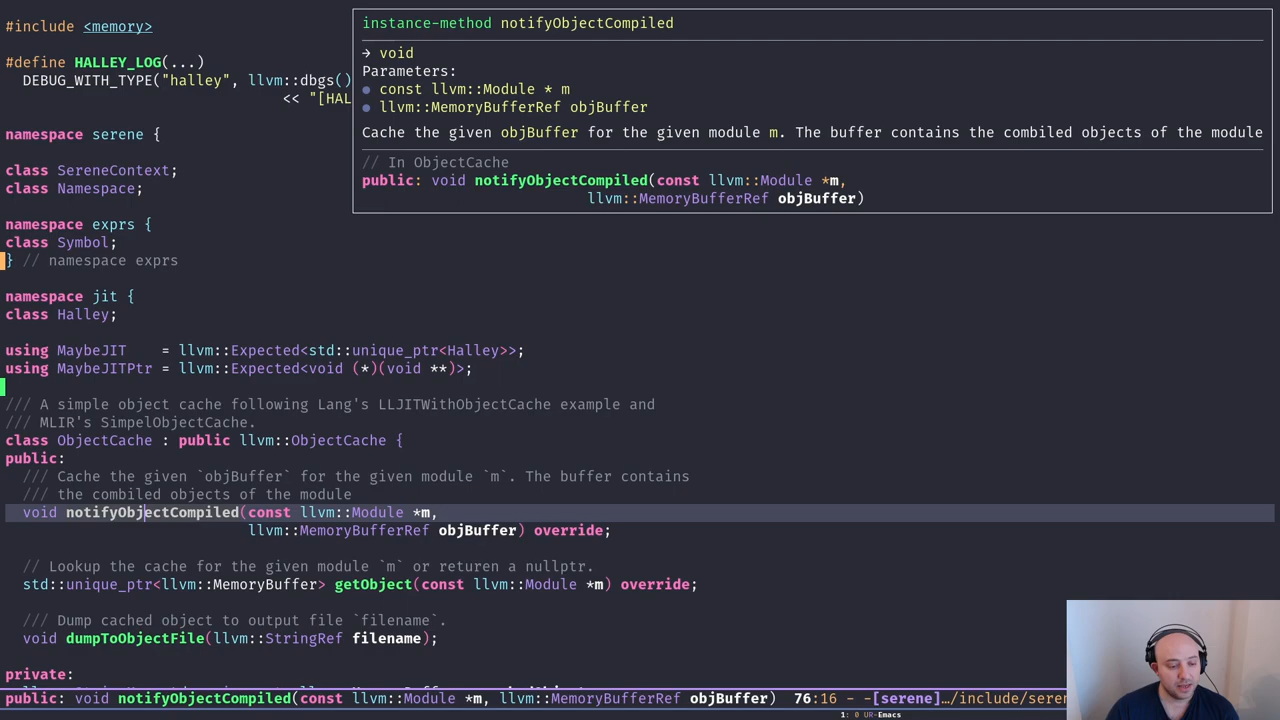 #include <memory>
#define HALLEY_LOG(...)
DEBUG_WITH_TYPE("halley", llvm::dbgs()
<< "[HAL
namespace serene {
class SereneContext;
class Namespace;
namespace exprs {
class Symbol;
} // namespace exprs
namespace jit {
class Halley;
using MaybeJIT    = llvm::Expected<std::unique_ptr<Halley>>;
using MaybeJITPtr = llvm::Expected<void (*)(void **)>;
/// A simple object cache following Lang's LLJITWithObjectCache example and
/// MLIR's SimpelObjectCache.
class ObjectCache : public llvm::ObjectCache {
public:
/// Cache the given `objBuffer` for the given module `m`. The buffer contains
/// the combiled objects of the module
void notifyObjectCompiled(const llvm::Module *m,
llvm::MemoryBufferRef objBuffer) override;
// Lookup the cache for the given module `m` or returen a nullptr.
std::unique_ptr<llvm::MemoryBuffer> getObject(const llvm::Module *m) override;
/// Dump cached object to output file `filename`.
void dumpToObjectFile(llvm::StringRef filename);
private:
instance-method notifyObjectCompiled
→ void
Parameters:
● const llvm::Module * m
● llvm::MemoryBufferRef objBuffer
Cache the given objBuffer for the given module m. The buffer contains the combiled objects of the module
// In ObjectCache
public: void notifyObjectCompiled(const llvm::Module *m,
llvm::MemoryBufferRef objBuffer)
public: void notifyObjectCompiled(const llvm::Module *m, llvm::MemoryBufferRef objBuffer)  76:16 - -[serene]…/include/seren
1: 0 UR-Emacs